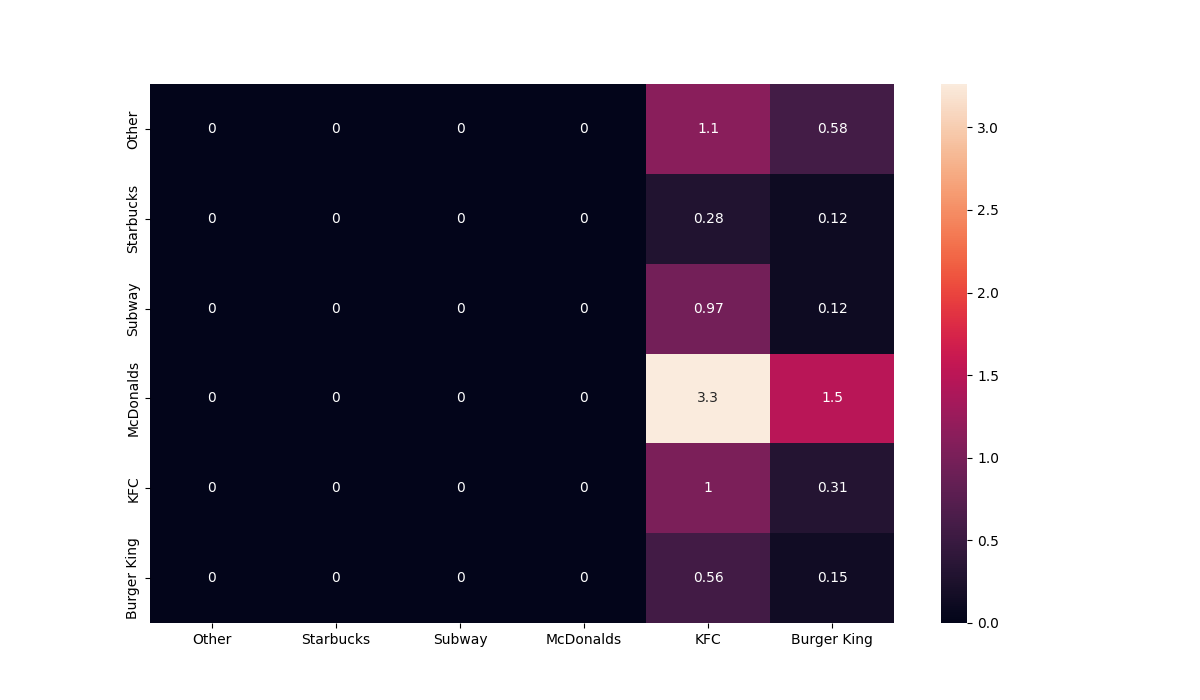 Other 0 0 0 0 1.1 0.58
Starbucks 0 0 0 0 0.28 0.12
Subway 0 0 0 0 0.97 0.12
McDonalds 0 0 0 0 3.3 1.5
KFC 0 0 0 0 1 0.31
Burger King 0 0 0 0 0.56 0.15
Other Starbucks Subway McDonalds KFC Burger King
3.0
2.5
2.0
1.5
1.0
0.5
0.0